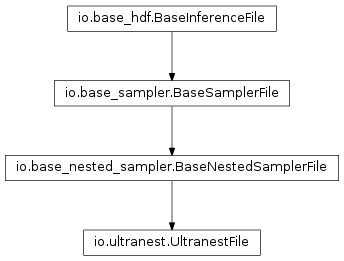 io.base_hdf.BaseInferenceFile
io.base_sampler.BaseSamplerFile
io.base_nested_sampler.BaseNestedSamplerFile
io.ultranest.UltranestFile